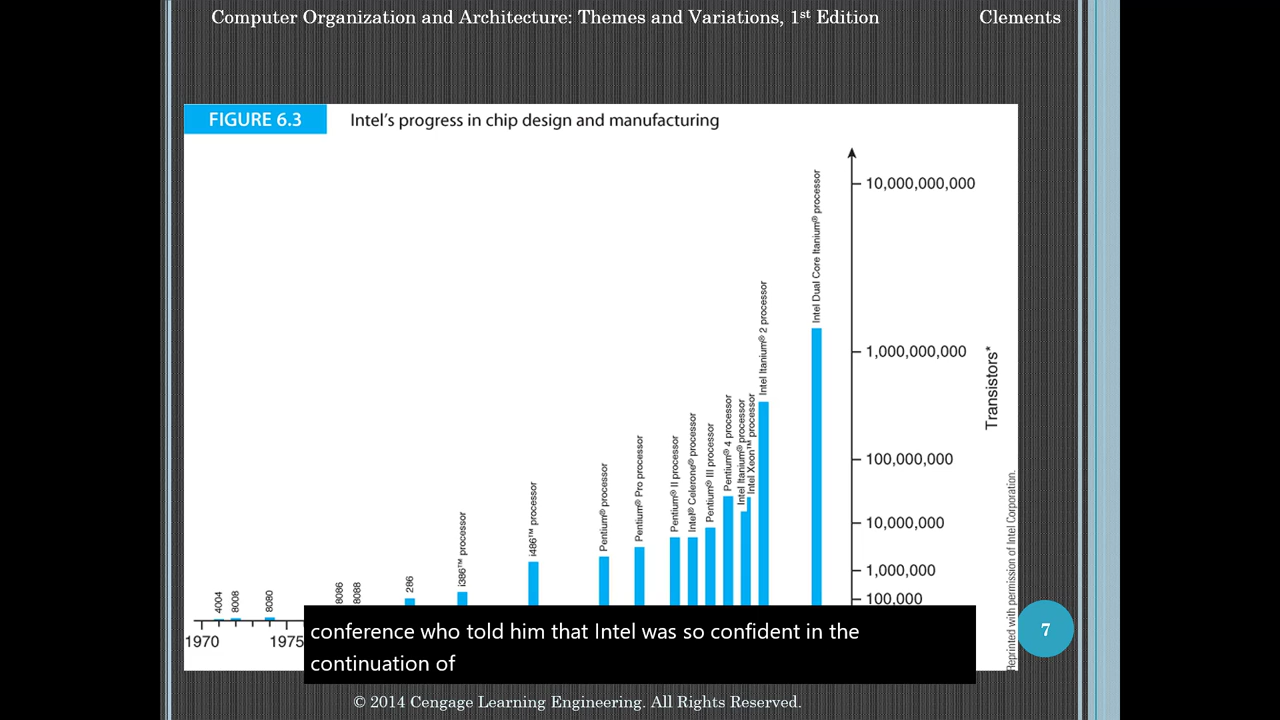 Computer Organization and Architecture: Themes and Variations, 1st Edition Clements
FIGURE 6.3 Intel's progress in chip design and manufacturing
10,000,000,000
1,000,000,000
100,000,000
10,000,000
1,000,000
100,000
Transistors*
4004
8008
8080
8086
8088
286
i386™ processor
i486™ processor
Pentium® processor
Pentium® Pro processor
Pentium® II processor
Intel® Celerone® processor
Pentium® III processor
Pentium® 4 processor
Intel Itanium® processor
Intel Xeon™ processor
Intel Itanium® 2 processor
Intel Dual Core Itanium® processor
1970 1975
Reprinted with permission of Intel Corporation.
7
conference who told him that Intel was so confident in the
continuation of
© 2014 Cengage Learning Engineering. All Rights Reserved.